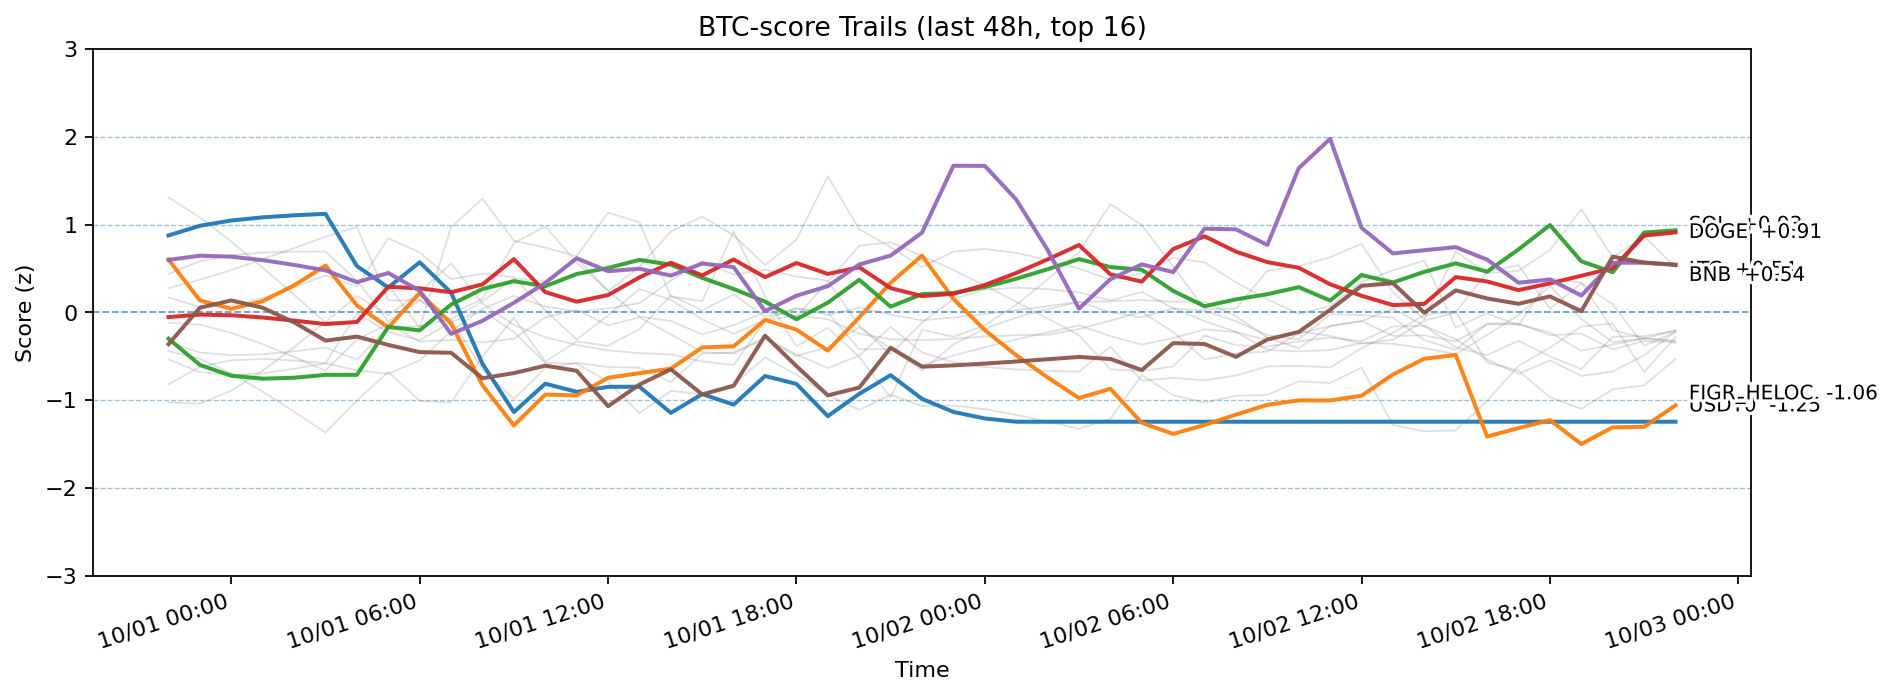 BTC-score Trails (last 48h, top 16)
Score (z)
3
2
1
0
−1
−2
−3
DOGE +0.91
BNB +0.54
FIGR_HELOC -1.06
-1.25
10/01 00:00
10/01 06:00
10/01 12:00
10/01 18:00
10/02 00:00
10/02 06:00
10/02 12:00
10/02 18:00
10/03 00:00
Time